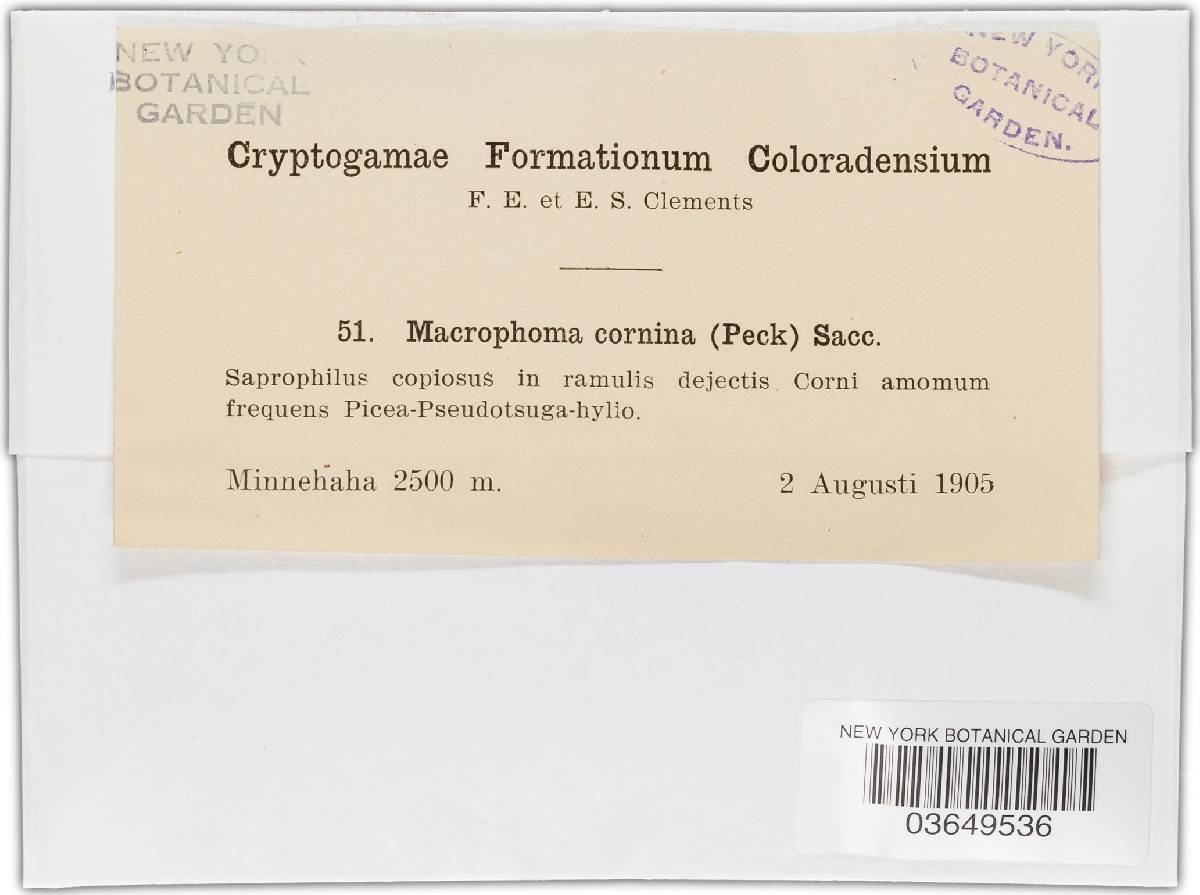 NEW YORK
BOTANICAL
GARDEN
NEW YORK
BOTANICAL
GARDEN.
Cryptogamae Formationum Coloradensium
F. E. et E. S. Clements
51. Macrophoma cornina (Peck) Sacc.
Saprophilus copiosus in ramulis dejectis Corni amomum
frequens Picea-Pseudotsuga-hylio.
Minnehaha 2500 m. 2 Augusti 1905
NEW YORK BOTANICAL GARDEN
03649536